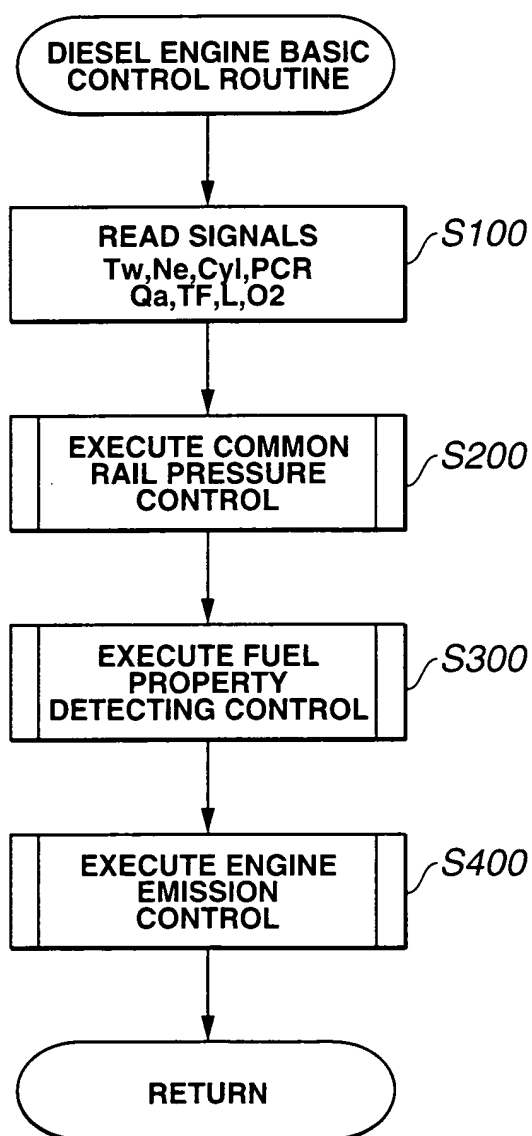 DIESEL ENGINE BASIC
CONTROL ROUTINE
READ SIGNALS
Tw,Ne,Cyl,PCR
Qa,TF,L,O2
S100
EXECUTE COMMON
RAIL PRESSURE
CONTROL
S200
EXECUTE FUEL
PROPERTY
DETECTING CONTROL
S300
EXECUTE ENGINE
EMISSION
CONTROL
S400
RETURN